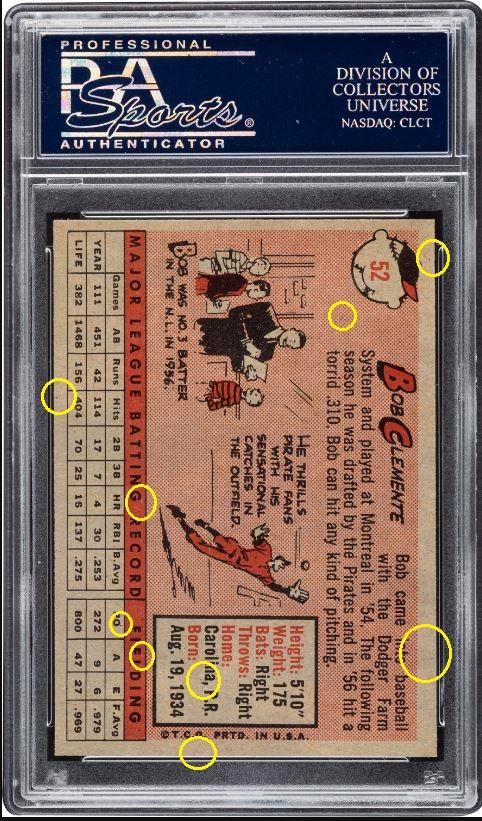 PROFESSIONAL
PSA
Sports®
AUTHENTICATOR
A
DIVISION OF
COLLECTORS
UNIVERSE
NASDAQ: CLCT
52
BOB CLEMENTE
Bob came baseball
with the Dodger Farm
System and played at Montreal in '54. The following
season he was drafted by the Pirates and in '56 hit a
torrid 310. Bob can hit any kind of pitching.
BOB WAS NO. 3 BATTER
IN THE N.L. IN 1956.
HE THRILLS
PIRATE FANS
WITH HIS
SENSATIONAL
CATCHES IN
THE OUTFIELD.
Height: 5'10"
Weight: 175
Bats: Right
Throws: Right
Home:
Carolina, P.R.
Born:
Aug. 19, 1934
©T.C.G. PRTD. IN U.S.A.
MAJOR LEAGUE BATTING RECORD FIELDING
Games AB Runs Hits 2B 3B HR RBI B.Avg PO A E F.Avg
YEAR 111 451 42 114 17 7 4 30 .253 272 9 6 .979
LIFE 382 1468 156 404 70 25 16 137 .275 800 47 27 .969